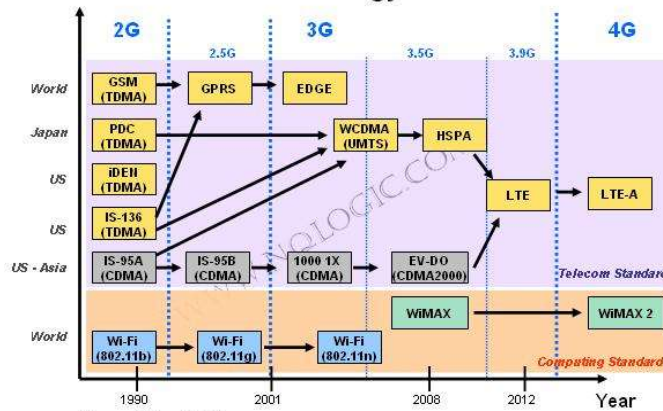 2G
3G
4G
2.5G
3.5G
3.9G
World
GSM
(TDMA)
GPRS
EDGE
Japan
PDC
(TDMA)
WCDMA
(UMTS)
HSPA
US
iDEN
(TDMA)
LTE
LTE-A
US
IS-136
(TDMA)
US - Asia
IS-95A
(CDMA)
IS-95B
(CDMA)
1000 1X
(CDMA)
EV-DO
(CDMA2000)
Telecom Standard
WiMAX
WiMAX 2
World
Wi-Fi
(802.11b)
Wi-Fi
(802.11g)
Wi-Fi
(802.11n)
Computing Standard
1990
2001
2008
2012
Year